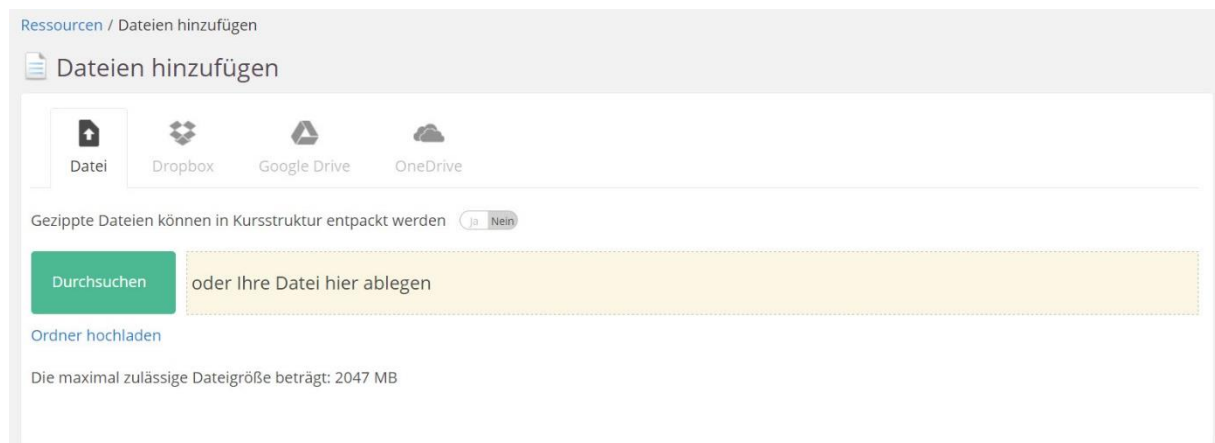 Ressourcen / Dateien hinzufügen
Dateien hinzufügen
Datei Dropbox Google Drive OneDrive
Gezippte Dateien können in Kursstruktur entpackt werden Ja Nein
Durchsuchen oder Ihre Datei hier ablegen
Ordner hochladen
Die maximal zulässige Dateigröße beträgt: 2047 MB